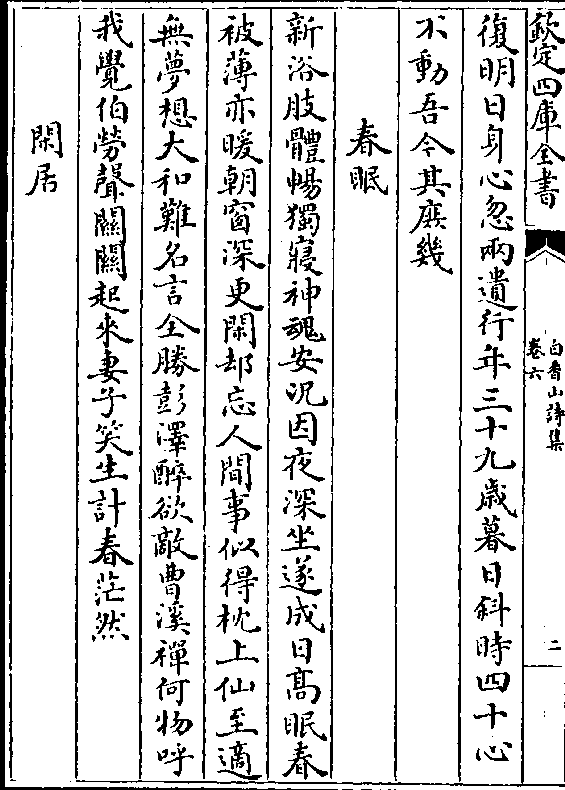 欽定四庫全書
白香山詩集
卷六
二
復明日身心忽兩遺行年三十九歲暮日斜時四十心
不動吾今其庶幾
春眠
新浴肢體暢獨寢神魂安況因夜深坐遂成日高眠春
被薄亦暖朝窗深更閑却忘人間事似得枕上仙至適
無夢想大和難名言全勝彭澤醉欲敵曹溪禪何物呼
我覺伯勞聲關關起來妻子笑生計春茫然
閑居